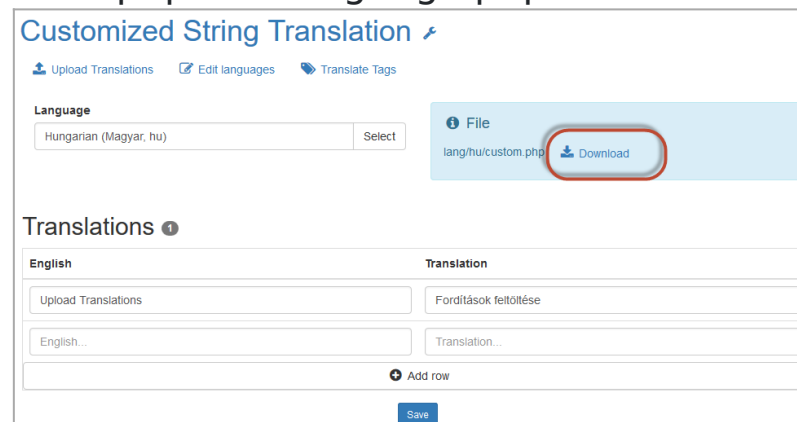 Customized String Translation
Upload Translations Edit languages Translate Tags
Language
Hungarian (Magyar, hu) Select
File
lang/hu/custom.php Download
Translations 1
English Translation
Upload Translations Fordítások feltöltése
English... Translation...
Add row
Save